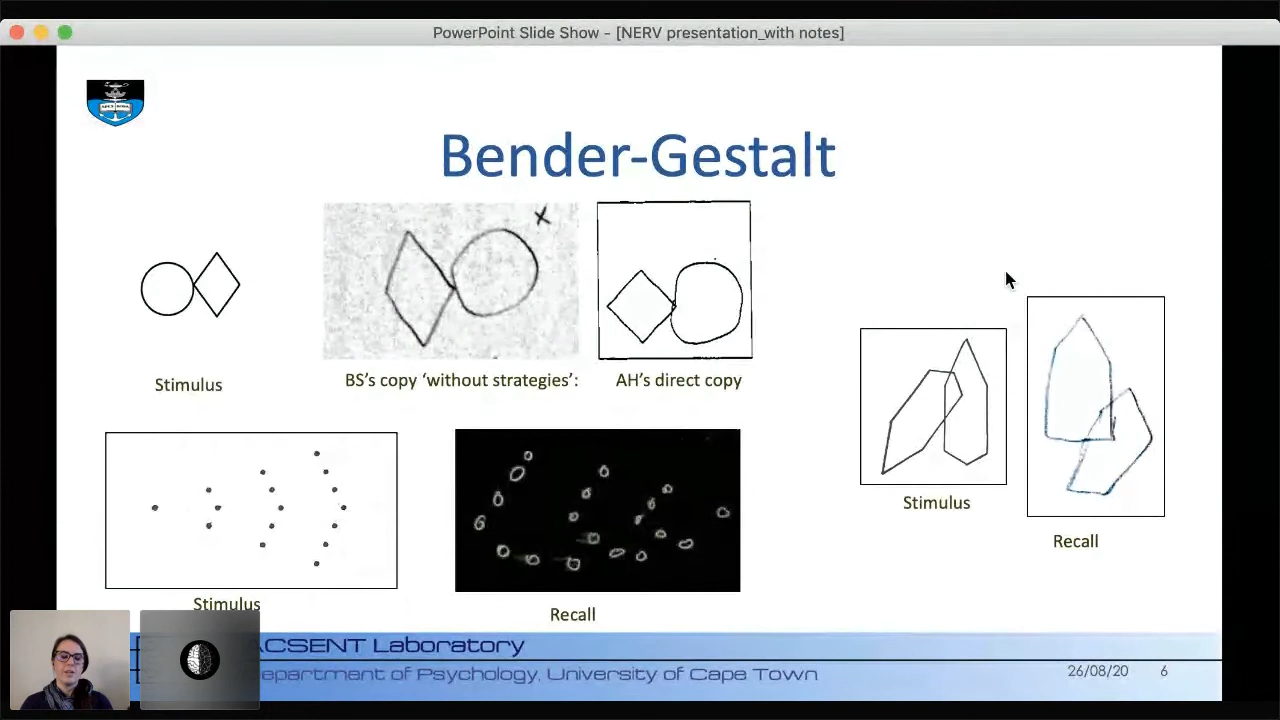 PowerPoint Slide Show - [NERV presentation_with notes]
Bender-Gestalt
X
Stimulus
BS's copy 'without strategies':
AH's direct copy
Stimulus
Recall
Stimulus
Recall
ACSENT Laboratory
epartment of Psychology, University of Cape Town
26/08/20
6